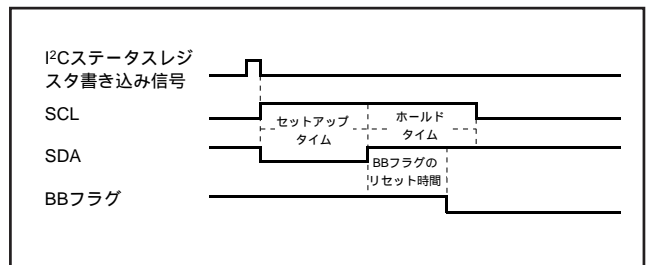 I²Cステータスレジ
スタ書き込み信号
SCL
セットアップ
タイム
ホールド
タイム
SDA
BBフラグの
リセット時間
BBフラグ